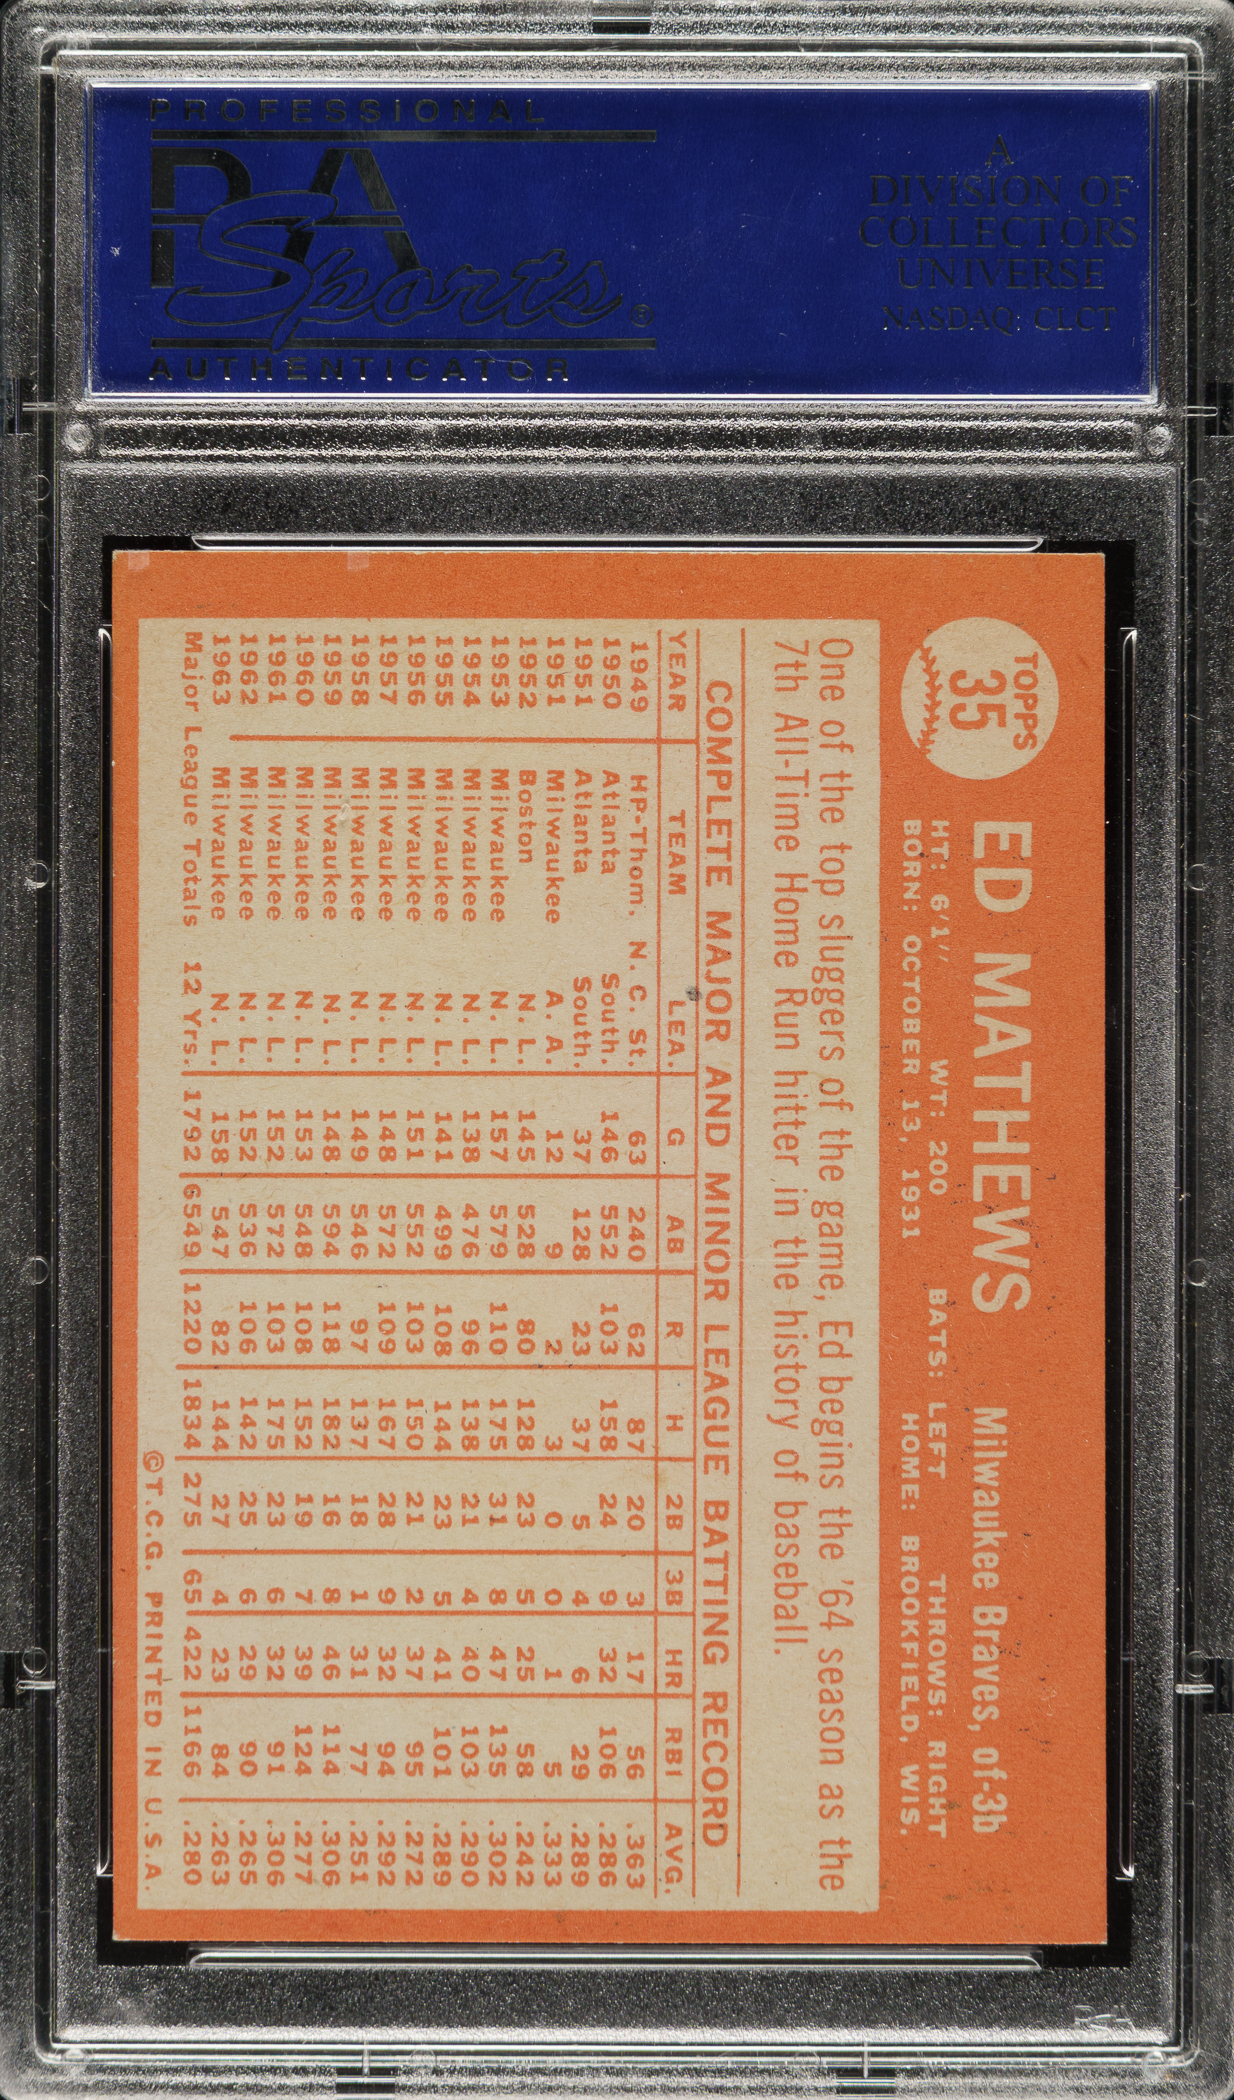 PROFESSIONAL
PSA
Sports®
AUTHENTICATOR
A
DIVISION OF
COLLECTORS
UNIVERSE
NASDAQ: CLCT
TOPPS
35
ED MATHEWS Milwaukee Braves, of-3b
HT: 6'1" WT: 200 BATS: LEFT THROWS: RIGHT
BORN: OCTOBER 13, 1931 HOME: BROOKFIELD, WIS.
One of the top sluggers of the game, Ed begins the '64 season as the
7th All-Time Home Run hitter in the history of baseball.
COMPLETE MAJOR AND MINOR LEAGUE BATTING RECORD
YEAR TEAM LEA. G AB R H 2B 3B HR RBI AVG.
1949 HP-Thom. N. C. St. 63 240 62 87 20 3 17 56 .363
1950 Atlanta South. 146 552 103 158 24 9 32 106 .286
1951 Atlanta South. 37 128 23 37 5 4 6 29 .289
1951 Milwaukee A. A. 12 9 2 3 0 0 1 5 .333
1952 Boston N. L. 145 528 80 128 23 5 25 58 .242
1953 Milwaukee N. L. 157 579 110 175 31 8 47 135 .302
1954 Milwaukee N. L. 138 476 96 138 21 4 40 103 .290
1955 Milwaukee N. L. 141 499 108 144 23 5 41 101 .289
1956 Milwaukee N. L. 151 552 103 150 21 2 37 95 .272
1957 Milwaukee N. L. 148 572 109 167 28 9 32 94 .292
1958 Milwaukee N. L. 149 546 97 137 18 1 31 77 .251
1959 Milwaukee N. L. 148 594 118 182 16 8 46 114 .306
1960 Milwaukee N. L. 153 548 108 152 19 7 39 124 .277
1961 Milwaukee N. L. 152 572 103 175 23 6 32 91 .306
1962 Milwaukee N. L. 152 536 106 142 25 6 29 90 .265
1963 Milwaukee N. L. 158 547 82 144 27 4 23 84 .263
Major League Totals 12 Yrs. 1792 6549 1220 1834 275 65 422 1166 .280
©T.C.G. PRINTED IN U.S.A.
PSA